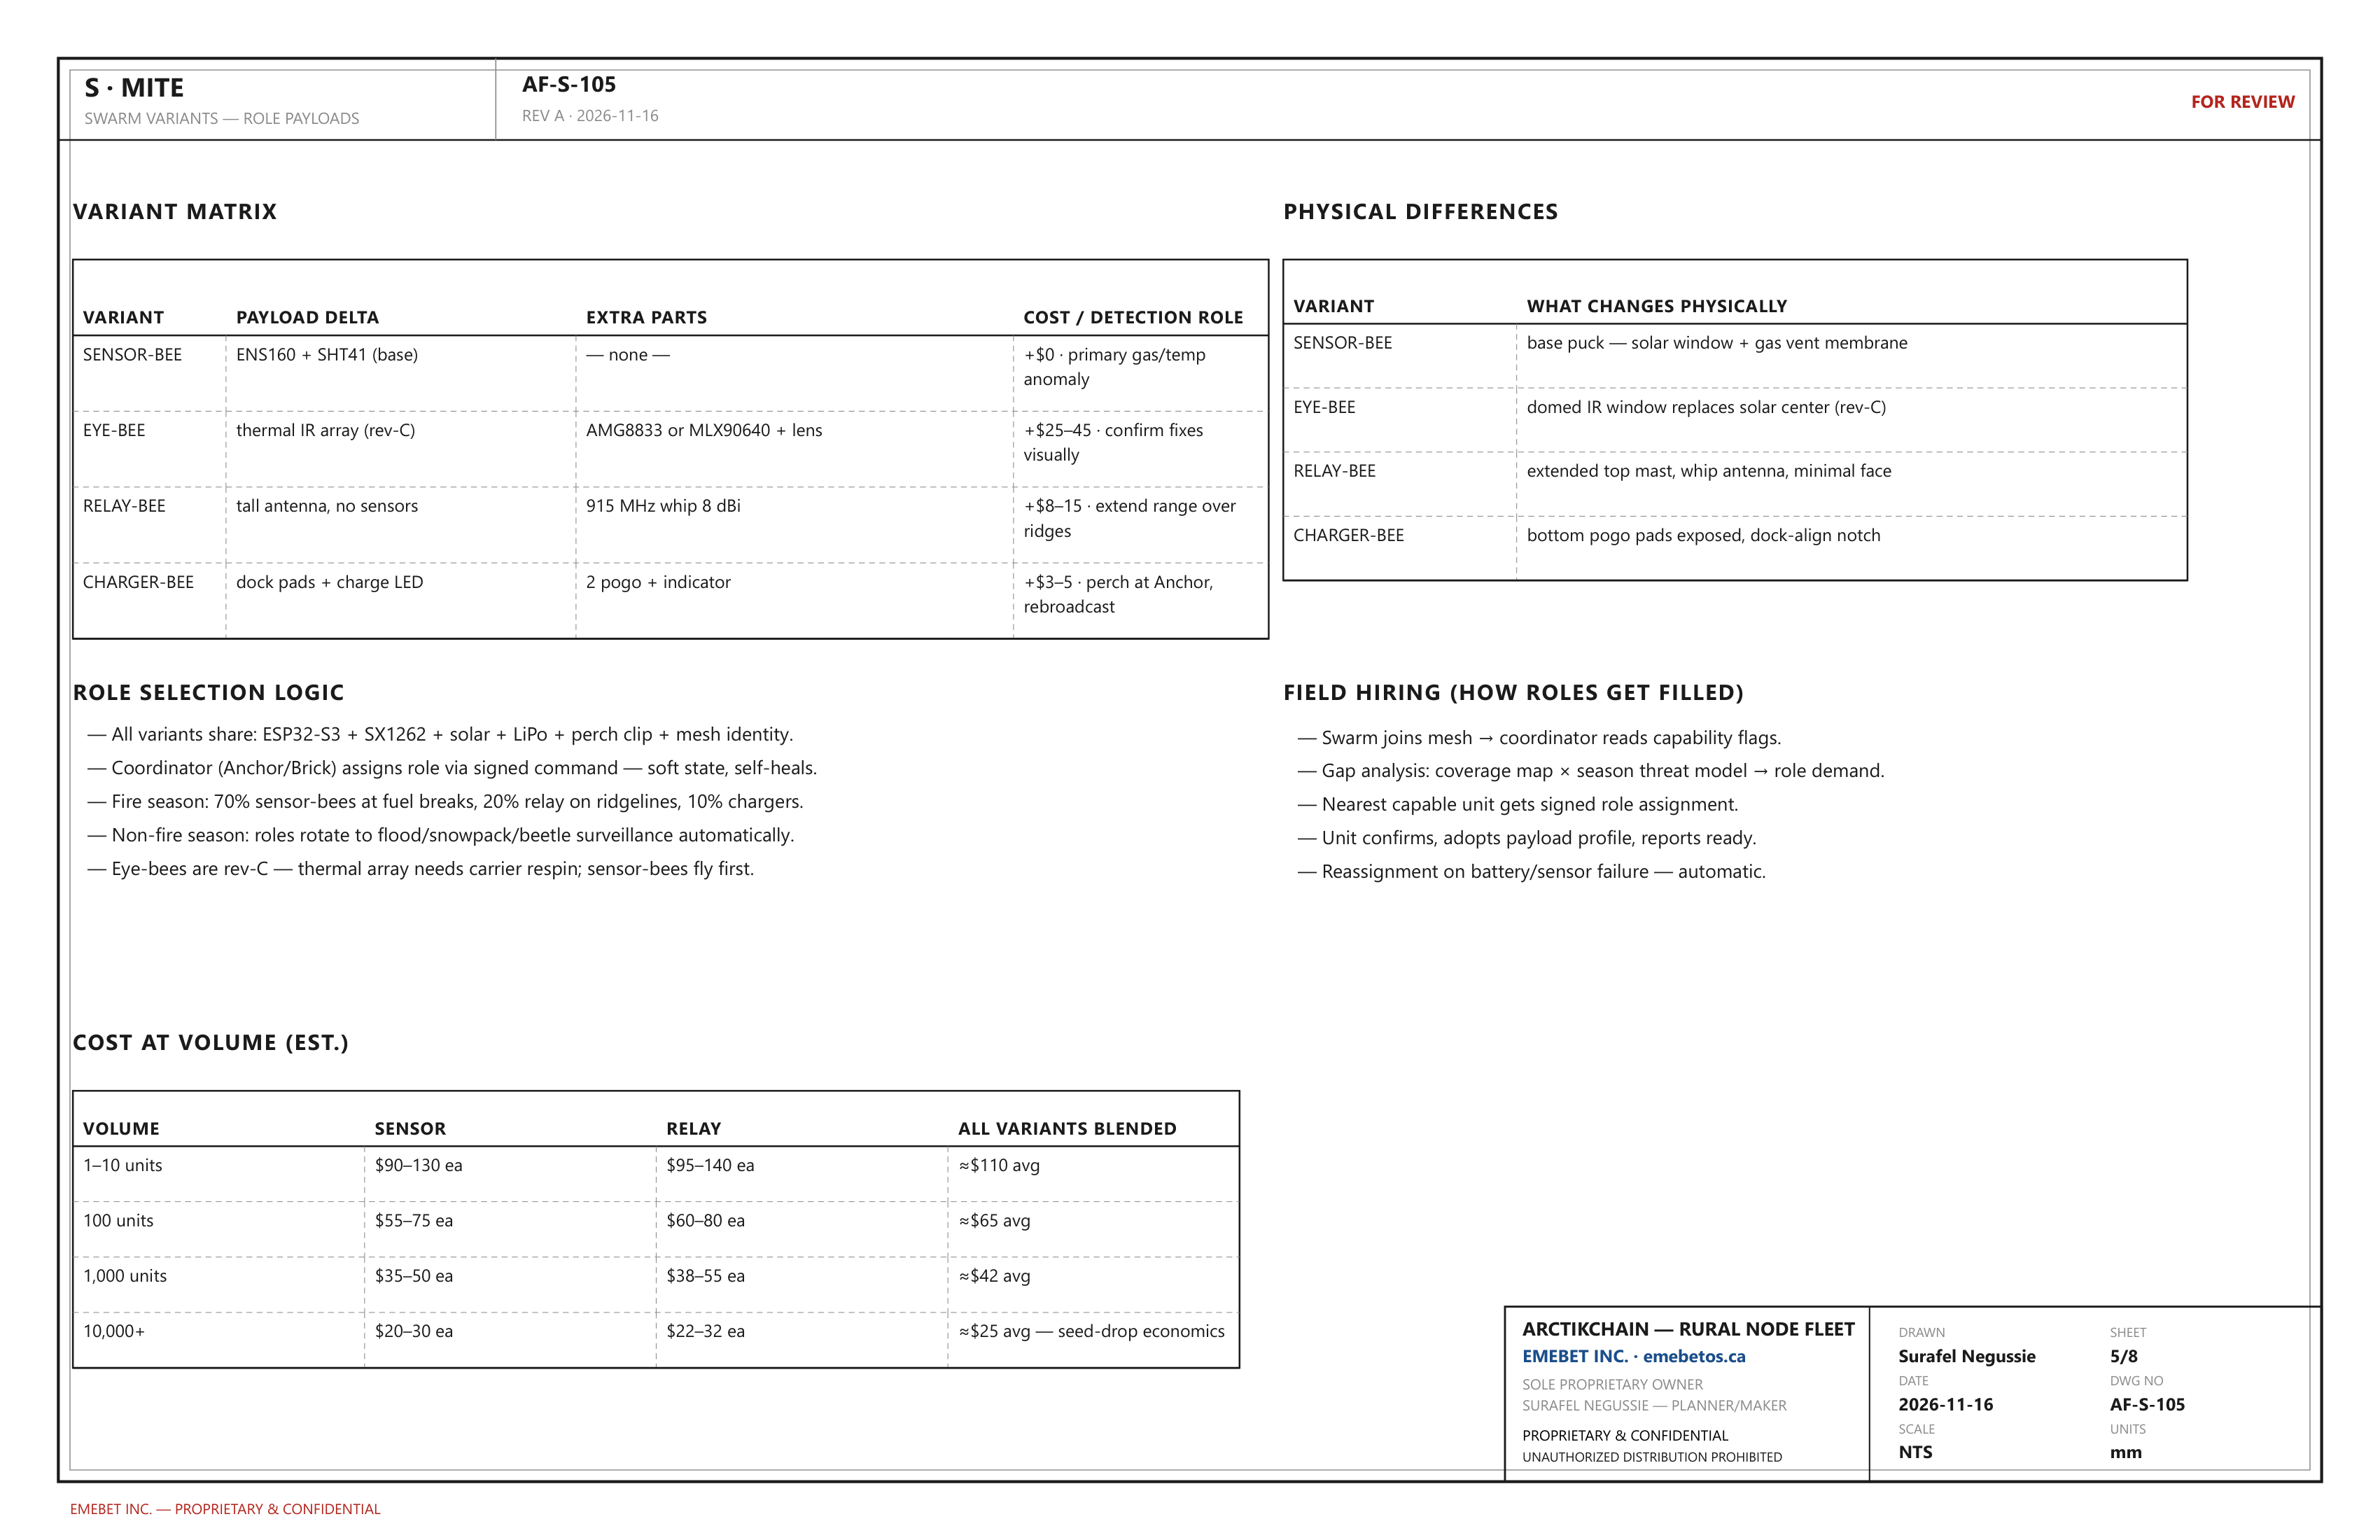 S · MITE
SWARM VARIANTS — ROLE PAYLOADS
AF-S-105
REV A · 2026-11-16
FOR REVIEW
VARIANT MATRIX
VARIANT PAYLOAD DELTA EXTRA PARTS COST / DETECTION ROLE
SENSOR-BEE ENS160 + SHT41 (base) — none — +$0 · primary gas/temp
anomaly
EYE-BEE thermal IR array (rev-C) AMG8833 or MLX90640 + lens +$25–45 · confirm fixes
visually
RELAY-BEE tall antenna, no sensors 915 MHz whip 8 dBi +$8–15 · extend range over
ridges
CHARGER-BEE dock pads + charge LED 2 pogo + indicator +$3–5 · perch at Anchor,
rebroadcast
PHYSICAL DIFFERENCES
VARIANT WHAT CHANGES PHYSICALLY
SENSOR-BEE base puck — solar window + gas vent membrane
EYE-BEE domed IR window replaces solar center (rev-C)
RELAY-BEE extended top mast, whip antenna, minimal face
CHARGER-BEE bottom pogo pads exposed, dock-align notch
ROLE SELECTION LOGIC
— All variants share: ESP32-S3 + SX1262 + solar + LiPo + perch clip + mesh identity.
— Coordinator (Anchor/Brick) assigns role via signed command — soft state, self-heals.
— Fire season: 70% sensor-bees at fuel breaks, 20% relay on ridgelines, 10% chargers.
— Non-fire season: roles rotate to flood/snowpack/beetle surveillance automatically.
— Eye-bees are rev-C — thermal array needs carrier respin; sensor-bees fly first.
FIELD HIRING (HOW ROLES GET FILLED)
— Swarm joins mesh → coordinator reads capability flags.
— Gap analysis: coverage map × season threat model → role demand.
— Nearest capable unit gets signed role assignment.
— Unit confirms, adopts payload profile, reports ready.
— Reassignment on battery/sensor failure — automatic.
COST AT VOLUME (EST.)
VOLUME SENSOR RELAY ALL VARIANTS BLENDED
1–10 units $90–130 ea $95–140 ea ≈$110 avg
100 units $55–75 ea $60–80 ea ≈$65 avg
1,000 units $35–50 ea $38–55 ea ≈$42 avg
10,000+ $20–30 ea $22–32 ea ≈$25 avg — seed-drop economics
ARCTIKCHAIN — RURAL NODE FLEET
EMEBET INC. · emebetos.ca
SOLE PROPRIETARY OWNER
SURAFEL NEGUSSIE — PLANNER/MAKER
PROPRIETARY & CONFIDENTIAL
UNAUTHORIZED DISTRIBUTION PROHIBITED
DRAWN SHEET
Surafel Negussie 5/8
DATE DWG NO
2026-11-16 AF-S-105
SCALE UNITS
NTS mm
EMEBET INC. — PROPRIETARY & CONFIDENTIAL